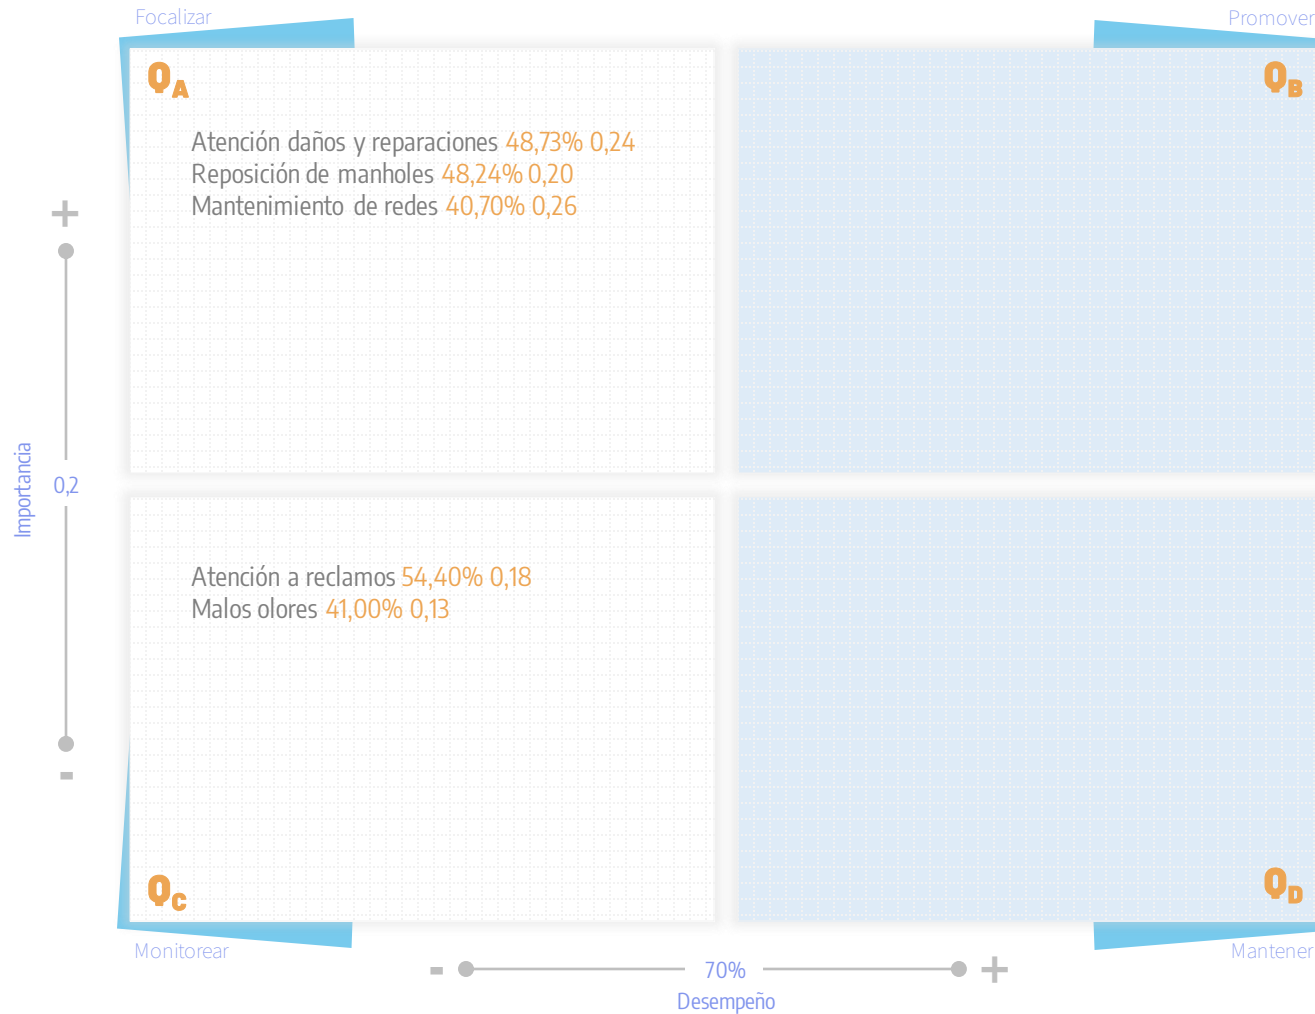 Focalizar
Promover
QA
QB
Atención daños y reparaciones 48,73% 0,24
Reposición de manholes 48,24% 0,20
Mantenimiento de redes 40,70% 0,26
+
Importancia
0,2
Atención a reclamos 54,40% 0,18
Malos olores 41,00% 0,13
-
QC
QD
Monitorear
Mantener
- 70% +
Desempeño